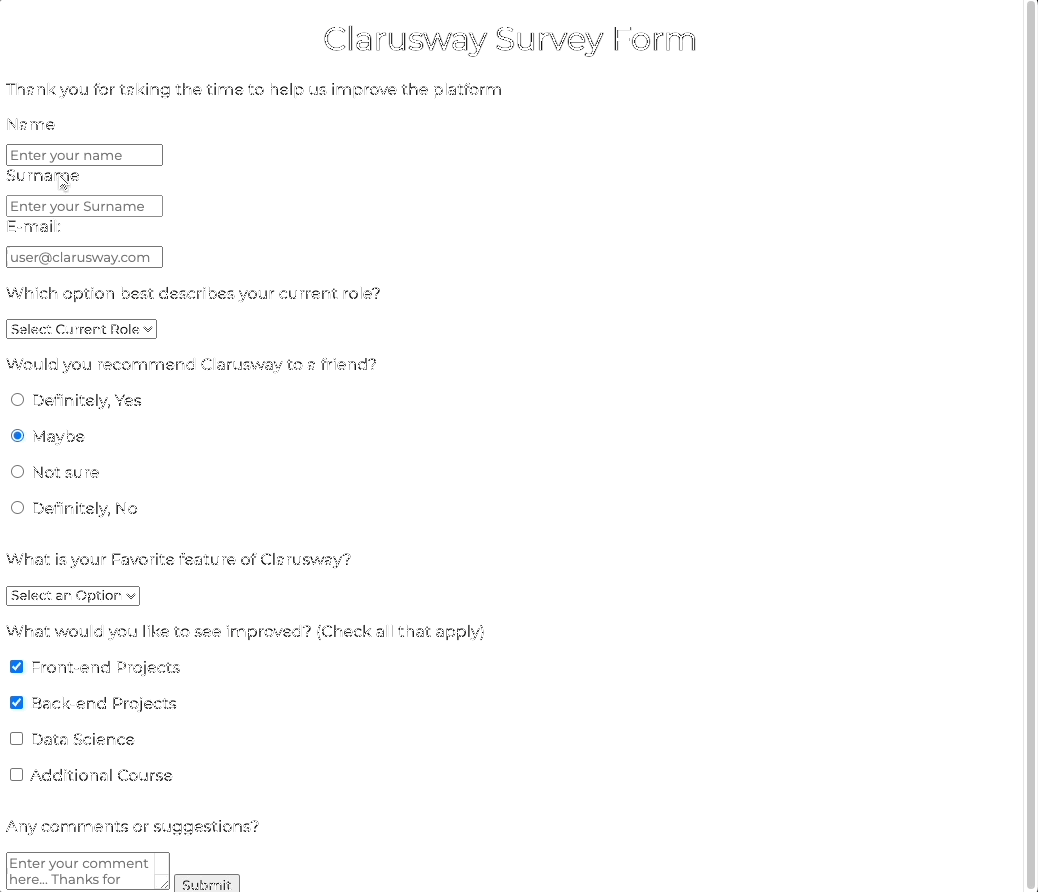 Clarusway Survey Form
Thank you for taking the time to help us improve the platform
Name
Enter your name
Surname
Enter your Surname
E-mail:
user@clarusway.com
Which option best describes your current role?
Select Current Role
Would you recommend Clarusway to a friend?
Definitely, Yes
Maybe
Not sure
Definitely, No
What is your Favorite feature of Clarusway?
Select an Option
What would you like to see improved? (Check all that apply)
Front-end Projects
Back-end Projects
Data Science
Additional Course
Any comments or suggestions?
Enter your comment
here... Thanks for
Submit